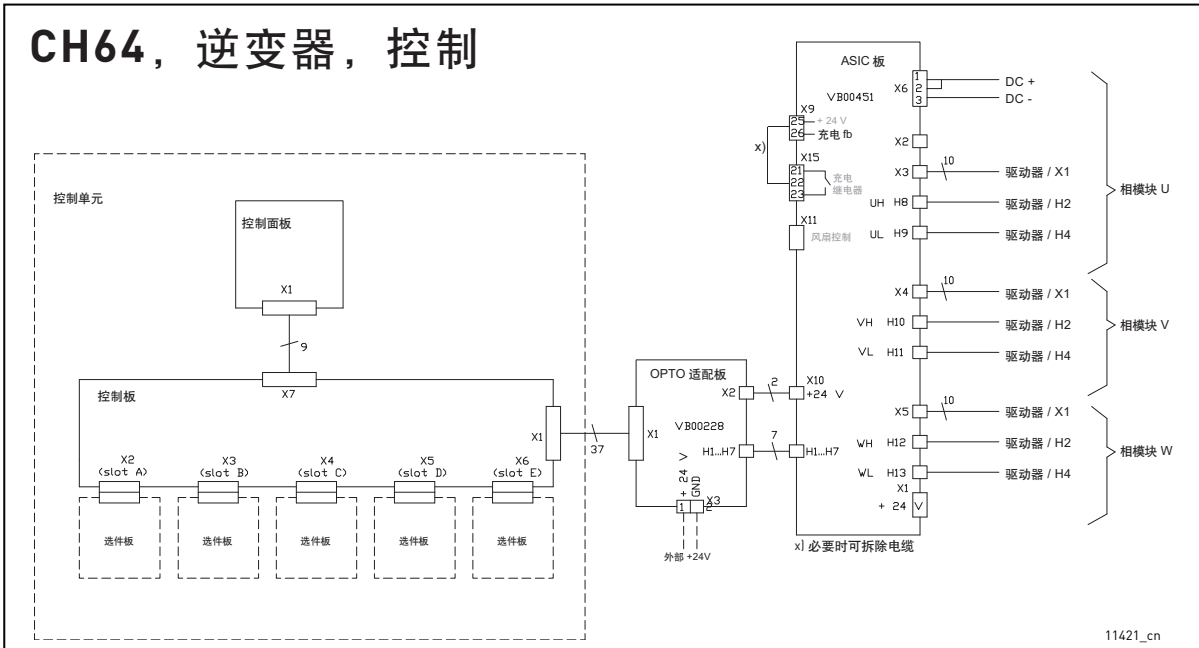 CH64, 逆变器, 控制
控制单元
控制面板
X1
9
X7
控制板
X1
X2
(slot A)
X3
(slot B)
X4
(slot C)
X5
(slot D)
X6
(slot E)
选件板
选件板
选件板
选件板
选件板
37
OPTO 适配板
X1
X2
VB00228
H1...H7
+ 24 V
GND
1
2
X3
外部 +24V
2
7
ASIC 板
VB00451
X9
25
+ 24 V
26
充电 fb
x)
X15
21
22
23
充电
继电器
X11
风扇控制
X10
+24 V
H1...H7
X6
1
2
3
DC +
DC -
X2
X3
10
驱动器 / X1
UH H8
驱动器 / H2
UL H9
驱动器 / H4
相模块 U
X4
10
驱动器 / X1
VH H10
驱动器 / H2
VL H11
驱动器 / H4
相模块 V
X5
10
驱动器 / X1
WH H12
驱动器 / H2
WL H13
驱动器 / H4
相模块 W
X1
+ 24 V
x) 必要时可拆除电缆
11421_cn